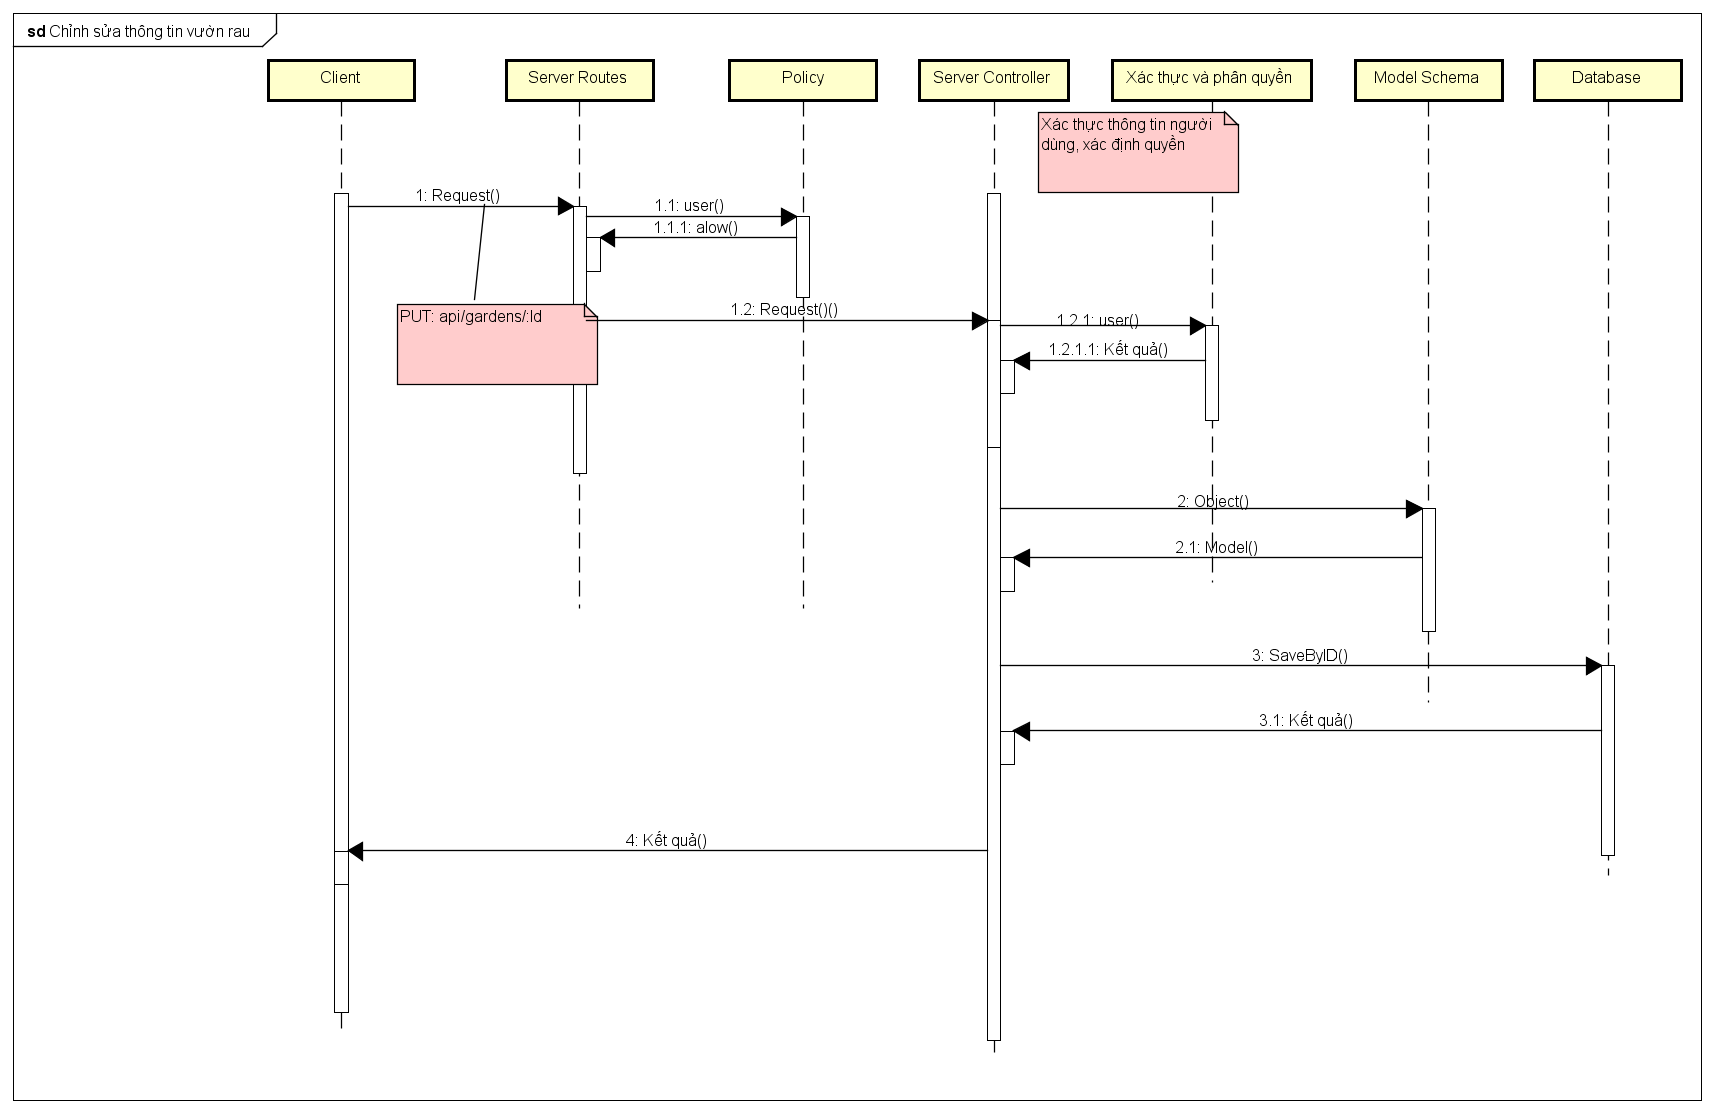 sd Chỉnh sửa thông tin vườn rau
Client
Server Routes
Policy
Server Controller
Xác thực và phân quyền
Model Schema
Database
Xác thực thông tin người
dùng, xác định quyền
1: Request()
1.1: user()
1.1.1: alow()
PUT: api/gardens/:Id
1.2: Request()()
1.2.1: user()
1.2.1.1: Kết quả()
2: Object()
2.1: Model()
3: SaveByID()
3.1: Kết quả()
4: Kết quả()